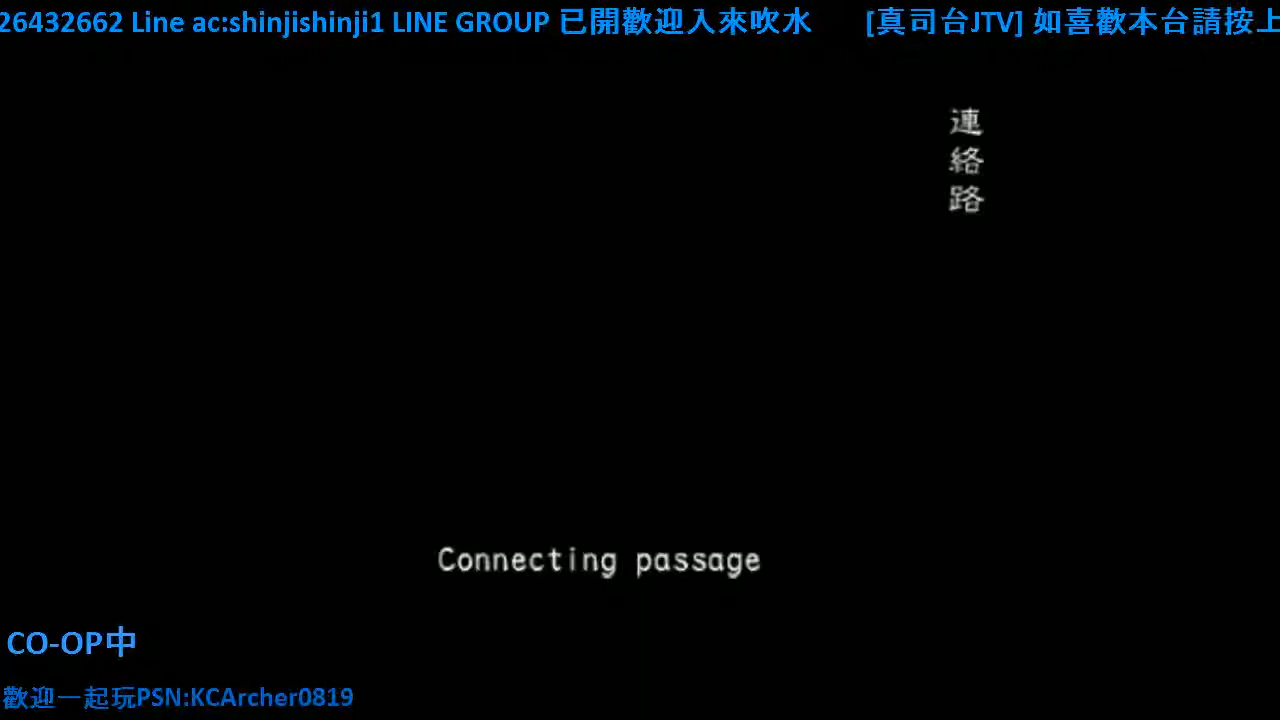 26432662 Line ac:shinjishinji1 LINE GROUP 已開歡迎入來吹水 [真司台JTV] 如喜歡本台請按上
連絡路
Connecting passage
CO-OP中
歡迎一起玩PSN:KCArcher0819